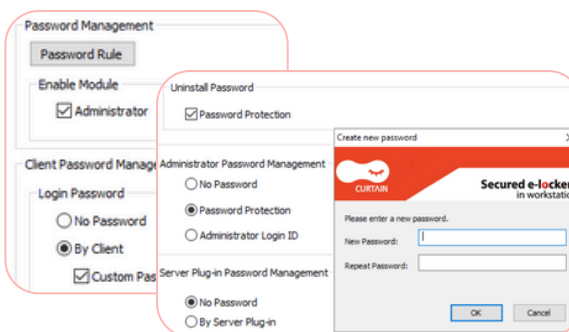 Password Management
Password Rule
Enable Module
Administrator
Client Password Manage
Login Password
No Password
By Client
Custom Pas
Uninstall Password
Password Protection
Administrator Password Management
No Password
Password Protection
Administrator Login ID
Server Plug-in Password Management
No Password
By Server Plug-in
Create new password
CURTAIN
Secured e-locker
in workstatio
Please enter a new password.
New Password:
Repeat Password:
OK
Cancel